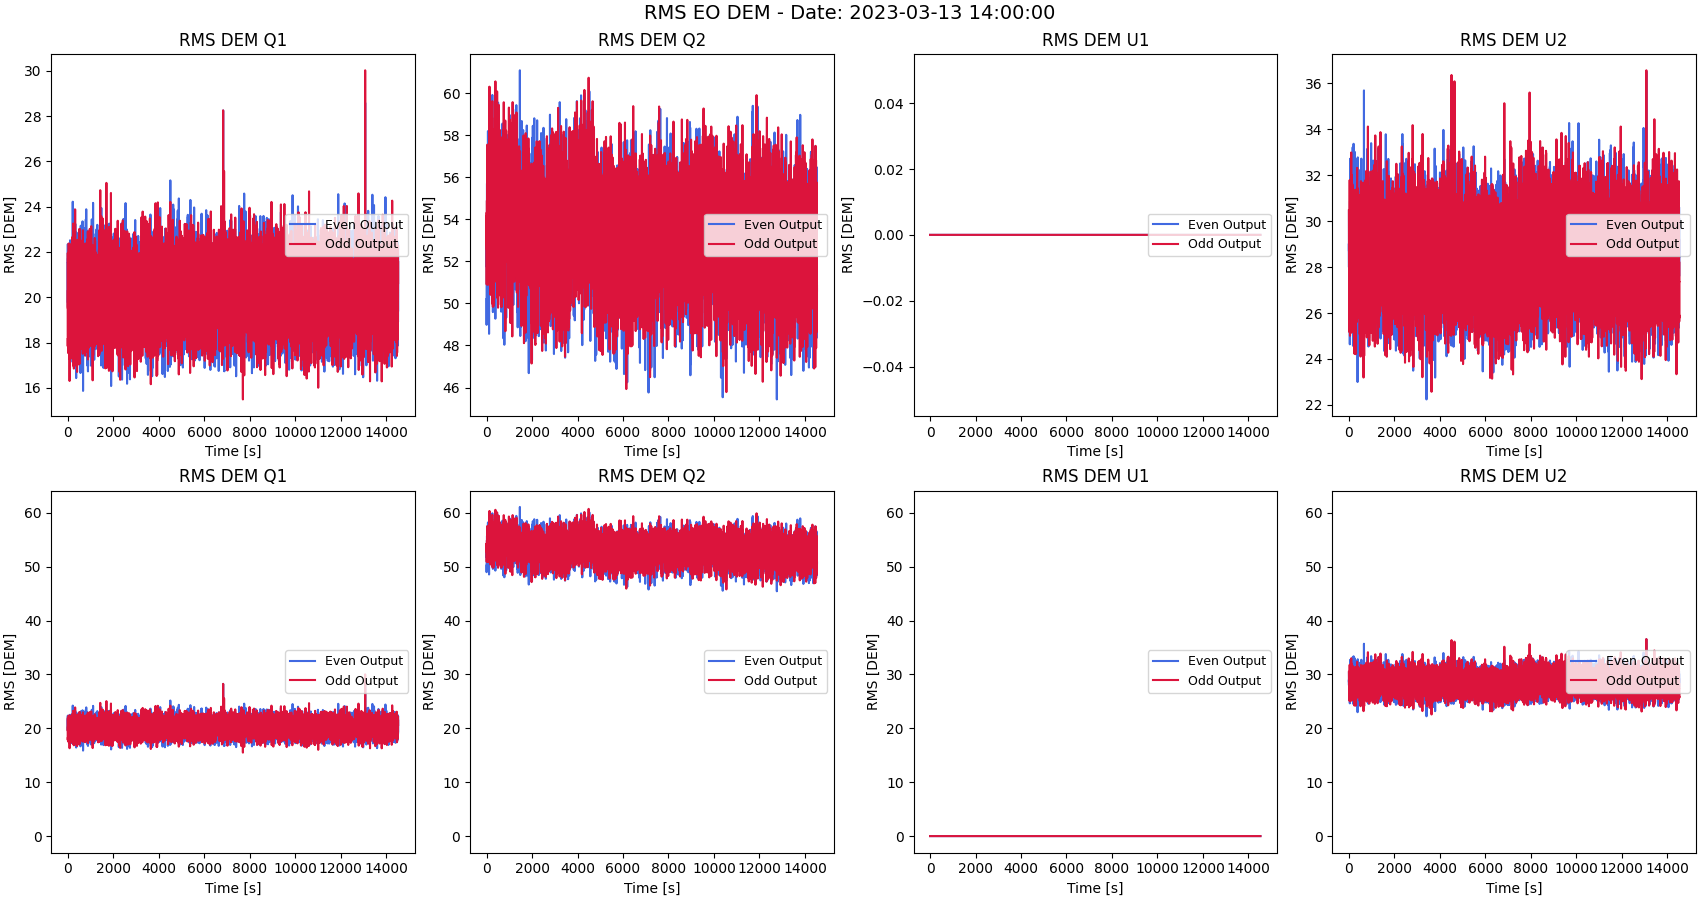 RMS EO DEM - Date: 2023-03-13 14:00:00
RMS DEM Q1
RMS [DEM]
30
28
26
24
22
20
18
16
Even Output
Odd Output
0 2000 4000 6000 8000 10000 12000 14000
Time [s]
RMS DEM Q2
RMS [DEM]
60
58
56
54
52
50
48
46
Even Output
Odd Output
0 2000 4000 6000 8000 10000 12000 14000
Time [s]
RMS DEM U1
RMS [DEM]
0.04
0.02
0.00
−0.02
−0.04
Even Output
Odd Output
0 2000 4000 6000 8000 10000 12000 14000
Time [s]
RMS DEM U2
RMS [DEM]
36
34
32
30
28
26
24
22
Even Output
Odd Output
0 2000 4000 6000 8000 10000 12000 14000
Time [s]
RMS DEM Q1
RMS [DEM]
60
50
40
30
20
10
0
Even Output
Odd Output
0 2000 4000 6000 8000 10000 12000 14000
Time [s]
RMS DEM Q2
RMS [DEM]
60
50
40
30
20
10
0
Even Output
Odd Output
0 2000 4000 6000 8000 10000 12000 14000
Time [s]
RMS DEM U1
RMS [DEM]
60
50
40
30
20
10
0
Even Output
Odd Output
0 2000 4000 6000 8000 10000 12000 14000
Time [s]
RMS DEM U2
RMS [DEM]
60
50
40
30
20
10
0
Even Output
Odd Output
0 2000 4000 6000 8000 10000 12000 14000
Time [s]